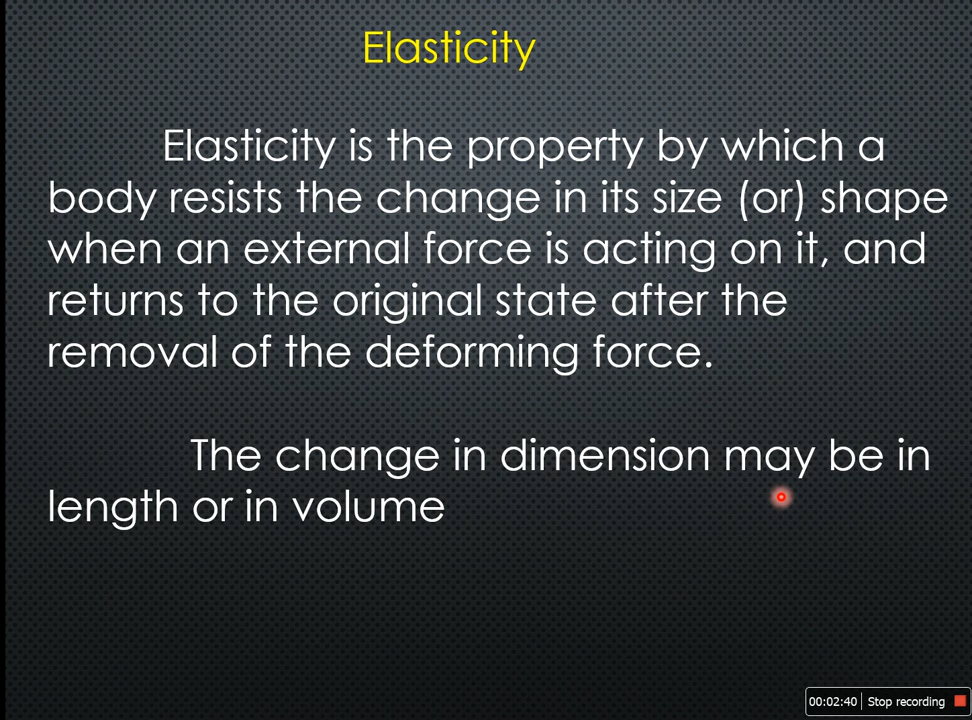 Elasticity
Elasticity is the property by which a
body resists the change in its size (or) shape
when an external force is acting on it, and
returns to the original state after the
removal of the deforming force.
The change in dimension may be in
length or in volume
00:02:40 Stop recording